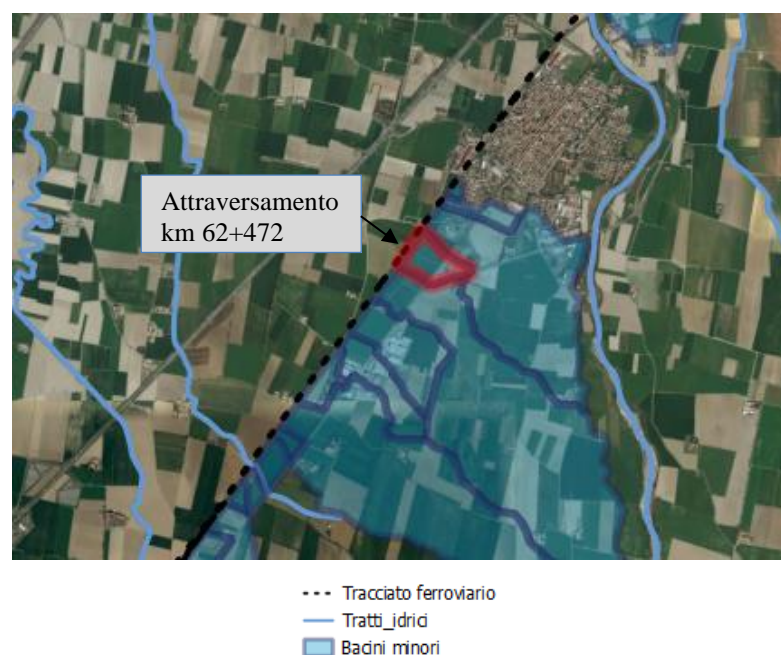 Attraversamento
km 62+472
Tracciato ferroviario
Tratti_idrici
Bacini minori